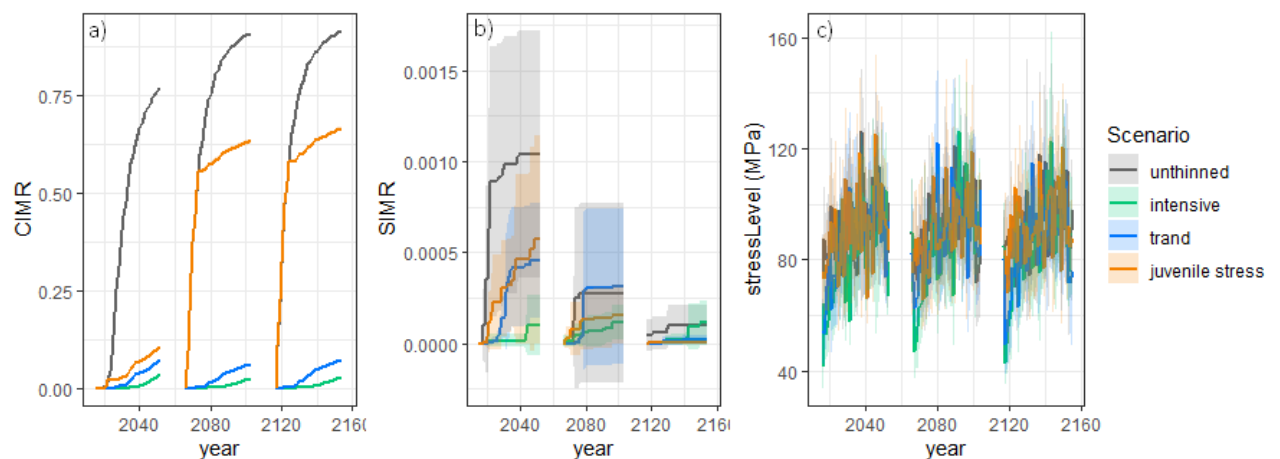 a)
0.75
0.50
0.25
0.00
CIMR
2040 2080 2120 2160
year
b)
0.0015
0.0010
0.0005
0.0000
SIMR
2040 2080 2120 2160
year
c)
160
120
80
40
stressLevel (MPa)
2040 2080 2120 2160
year
Scenario
unthinned
intensive
trand
juvenile stress